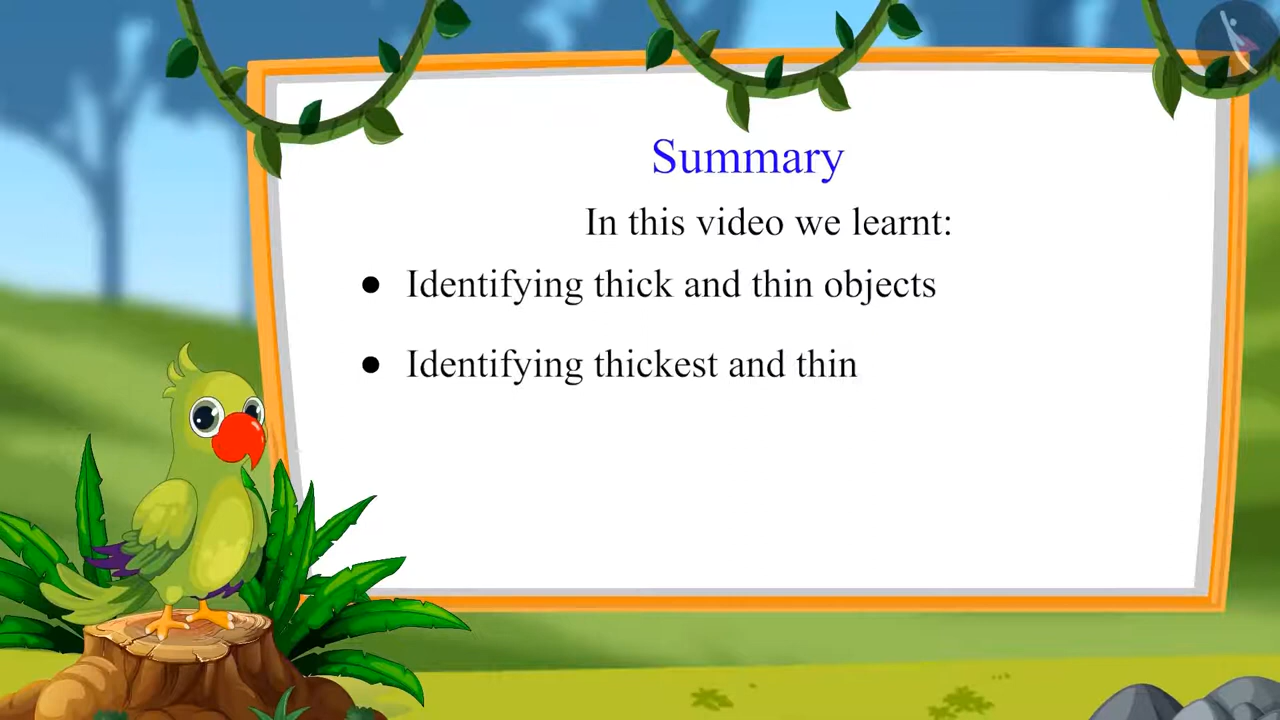 Summary
In this video we learnt:
● Identifying thick and thin objects
● Identifying thickest and thin